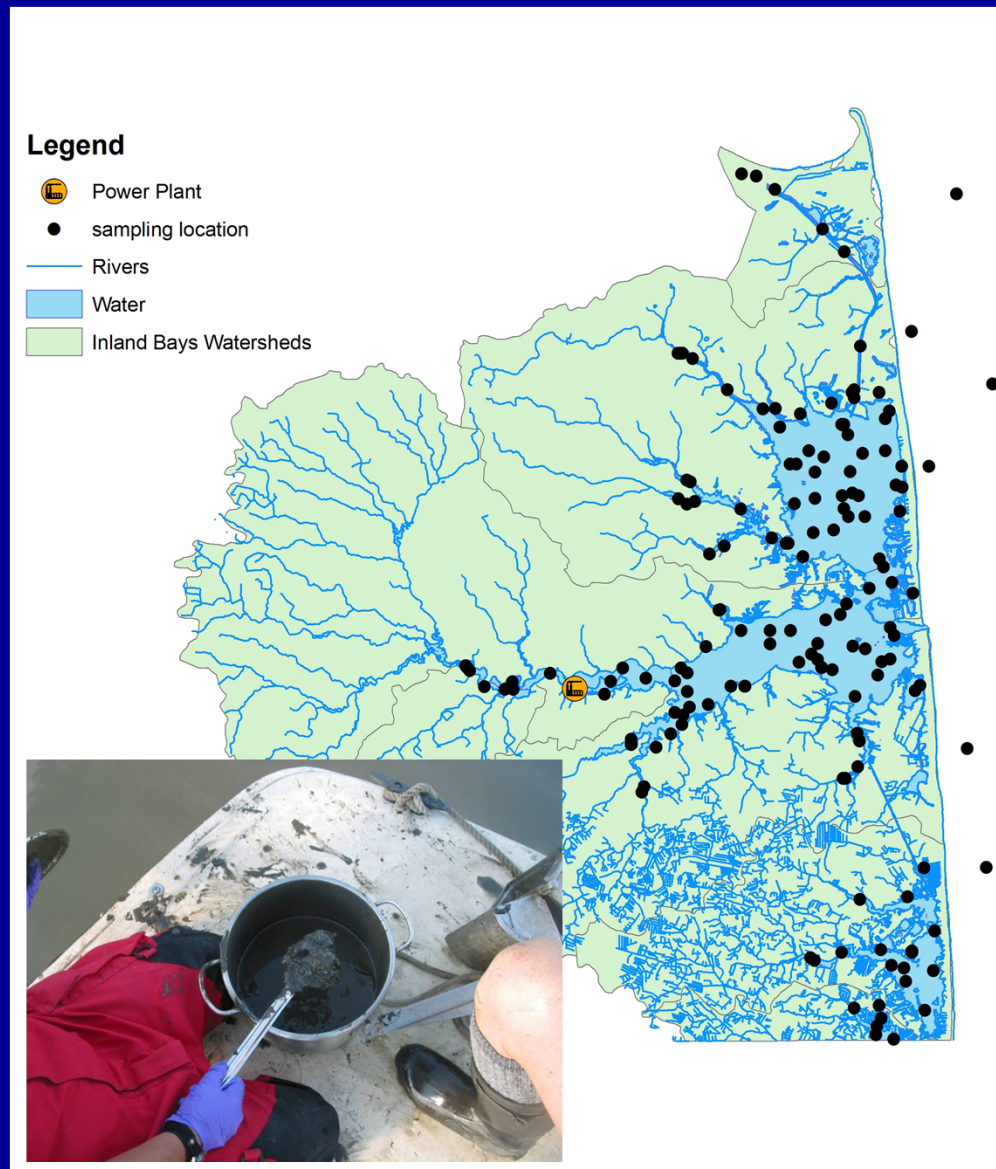 Legend
Power Plant
sampling location
Rivers
Water
Inland Bays Watersheds